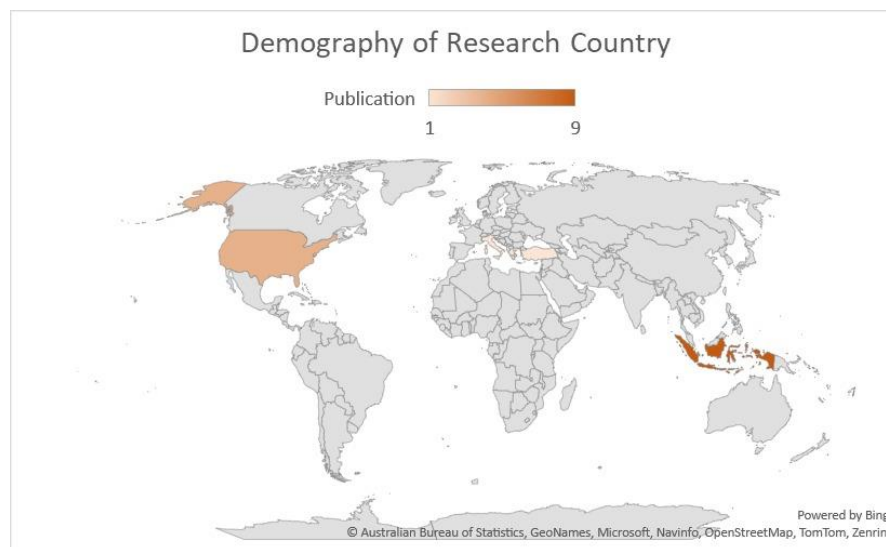 Demography of Research Country
Publication
1 9
Powered by Bing
© Australian Bureau of Statistics, GeoNames, Microsoft, Navinfo, OpenStreetMap, TomTom, Zenrin